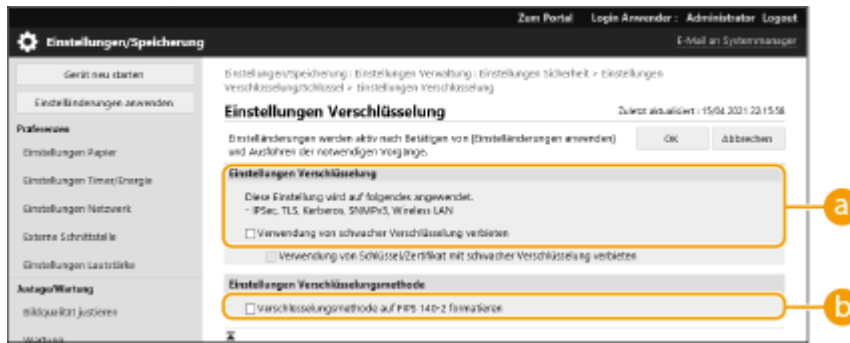 Zum Portal Login Anwender : Administrator Logout
Einstellungen/Speicherung
E-Mail an Systemmanager
Gerät neu starten
Einstelländerungen anwenden
Präferenzen
Einstellungen Papier
Einstellungen Timer/Energie
Einstellungen Netzwerk
Externe Schnittstelle
Einstellungen Lautstärke
Justage/Wartung
Bildqualität justieren
Wartung
Einstellungen/Speicherung : Einstellungen Verwaltung : Einstellungen Sicherheit > Einstellungen
Verschlüsselung/Schlüssel > Einstellungen Verschlüsselung
Einstellungen Verschlüsselung
Zuletzt aktualisiert : 15/04 2021 22:15:58
Einstelländerungen werden aktiv nach Betätigen von [Einstelländerungen anwenden]
und Ausführen der notwendigen Vorgänge.
OK
Abbrechen
Einstellungen Verschlüsselung
Diese Einstellung wird auf folgendes angewendet.
- IPSec, TLS, Kerberos, SNMPv3, Wireless LAN
Verwendung von schwacher Verschlüsselung verbieten
a
Verwendung von Schlüssel/Zertifikat mit schwacher Verschlüsselung verbieten
Einstellungen Verschlüsselungsmethode
Verschlüsselungsmethode auf FIPS 140-2 formatieren
b